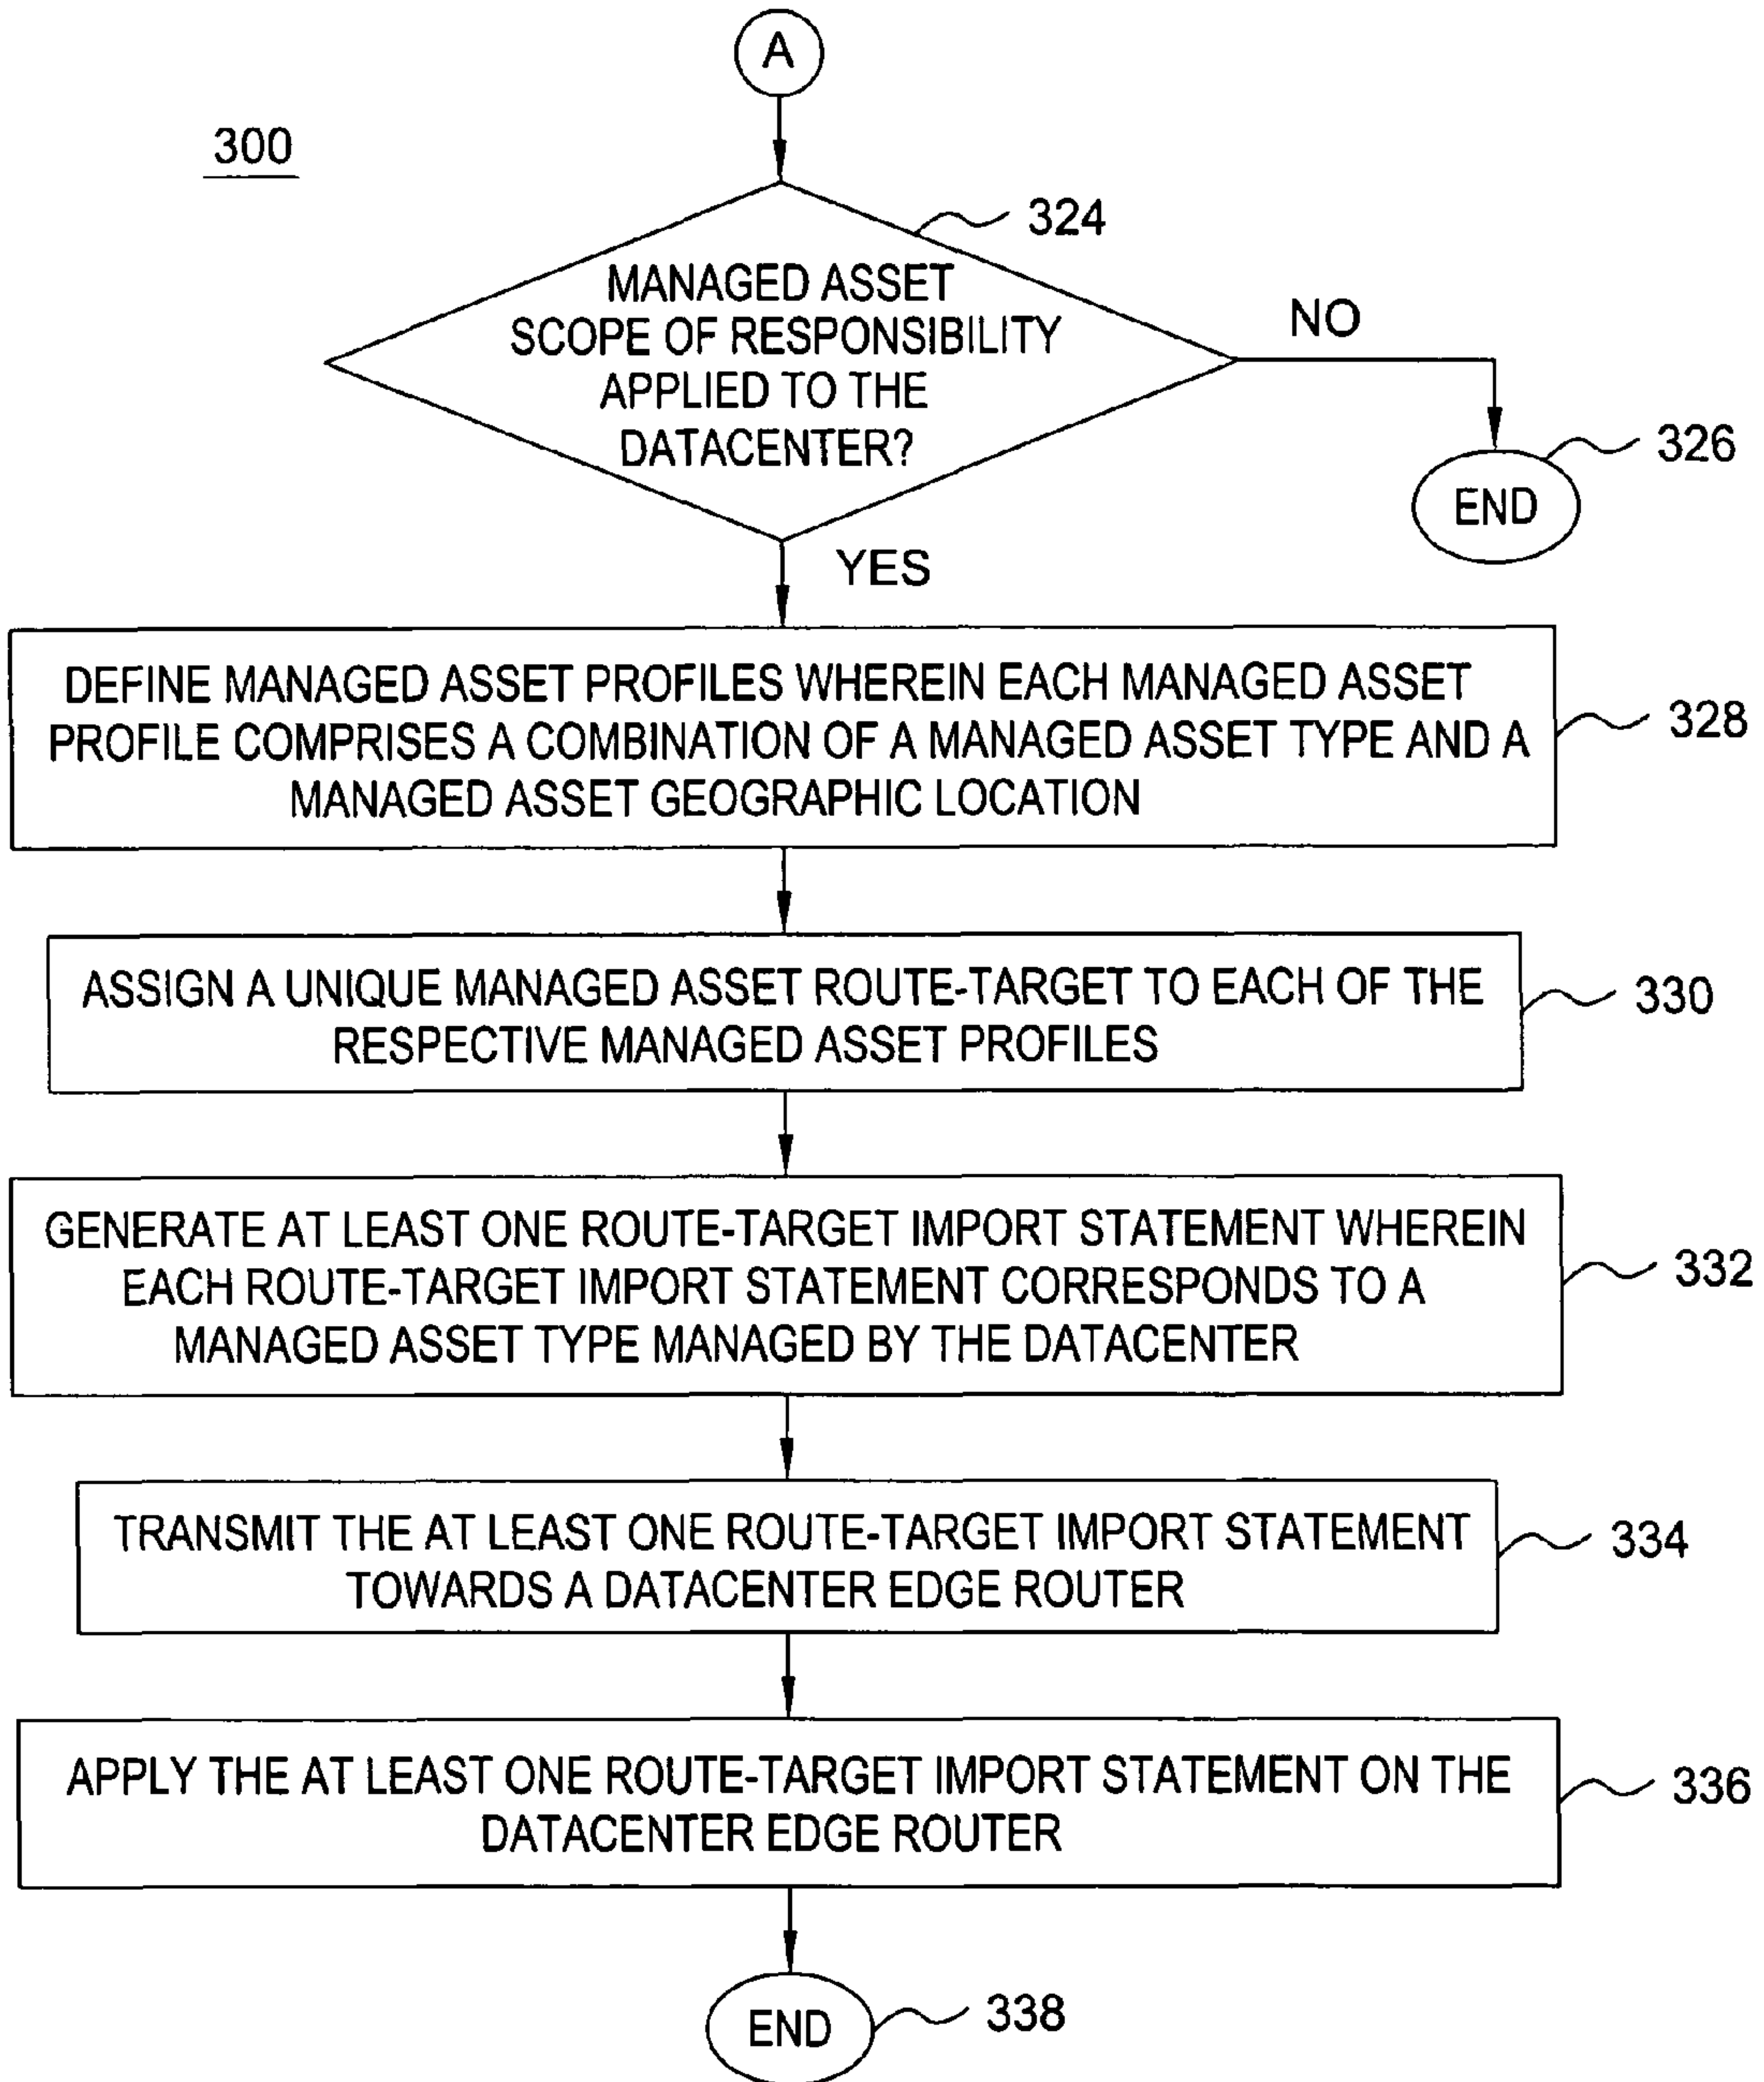 A
300
324
MANAGED ASSET
SCOPE OF RESPONSIBILITY
APPLIED TO THE
DATACENTER?
NO
326
END
YES
DEFINE MANAGED ASSET PROFILES WHEREIN EACH MANAGED ASSET
PROFILE COMPRISES A COMBINATION OF A MANAGED ASSET TYPE AND A
MANAGED ASSET GEOGRAPHIC LOCATION
328
ASSIGN A UNIQUE MANAGED ASSET ROUTE-TARGET TO EACH OF THE
RESPECTIVE MANAGED ASSET PROFILES
330
GENERATE AT LEAST ONE ROUTE-TARGET IMPORT STATEMENT WHEREIN
EACH ROUTE-TARGET IMPORT STATEMENT CORRESPONDS TO A
MANAGED ASSET TYPE MANAGED BY THE DATACENTER
332
TRANSMIT THE AT LEAST ONE ROUTE-TARGET IMPORT STATEMENT
TOWARDS A DATACENTER EDGE ROUTER
334
APPLY THE AT LEAST ONE ROUTE-TARGET IMPORT STATEMENT ON THE
DATACENTER EDGE ROUTER
336
END
338